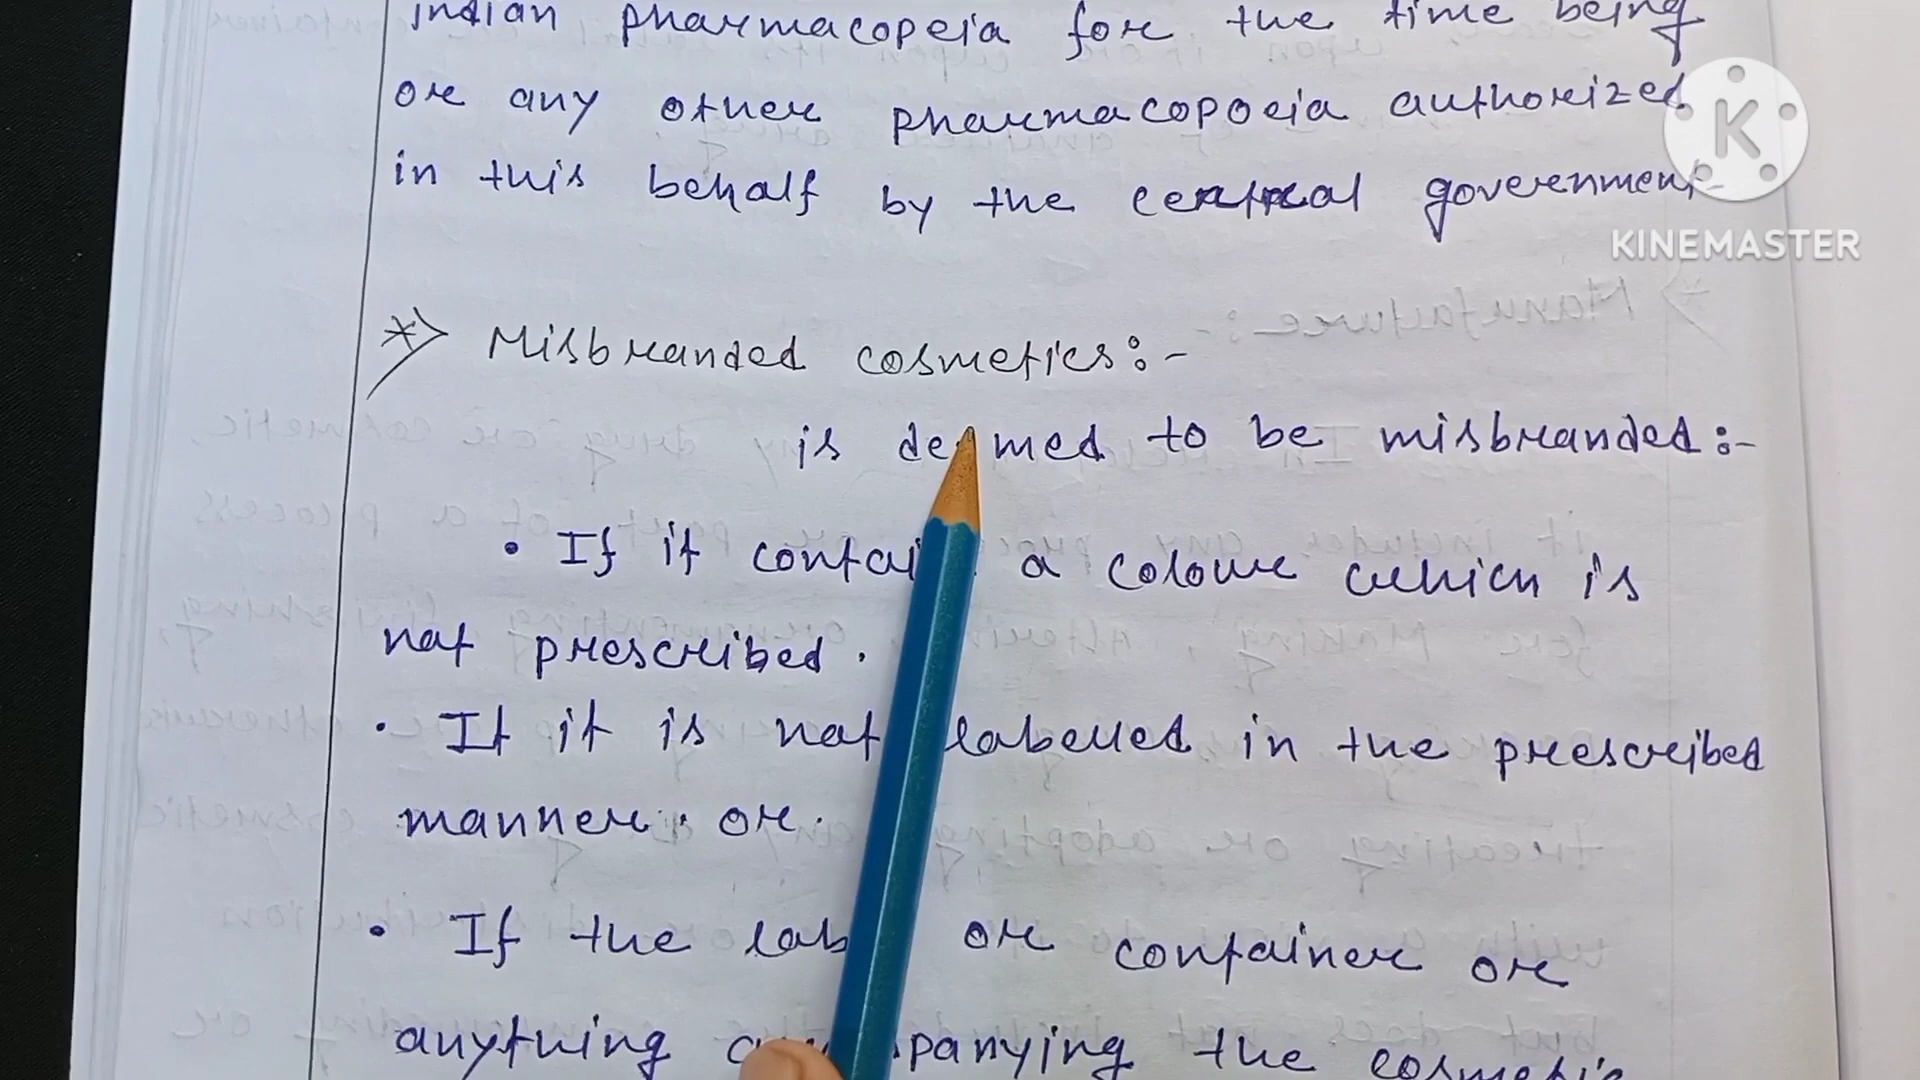 indian pharmacopeia for the time being
or any other pharmacopoeia authorized
in this behalf by the central government
KINEMASTER
Misbranded cosmetics:-
is deemed to be misbranded:-
• If it contai a colour which is
not prescribed.
• If it is not labelled in the prescribed
manner. or.
• If the lab or container or
anything panying the cosmetic